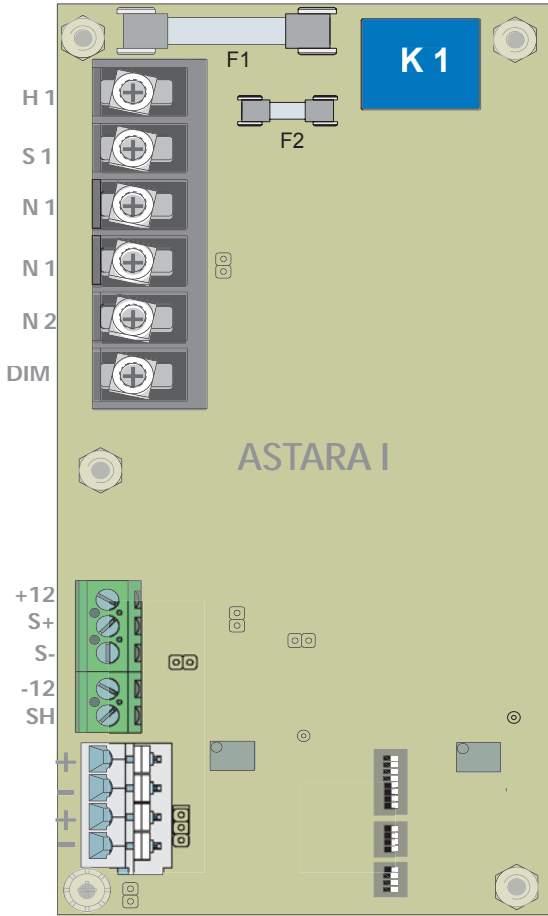 K 1
F1
F2
H 1
S 1
N 1
N 1
N 2
DIM
ASTARA I
+12
S+
S-
-12
SH
+
-
+
-